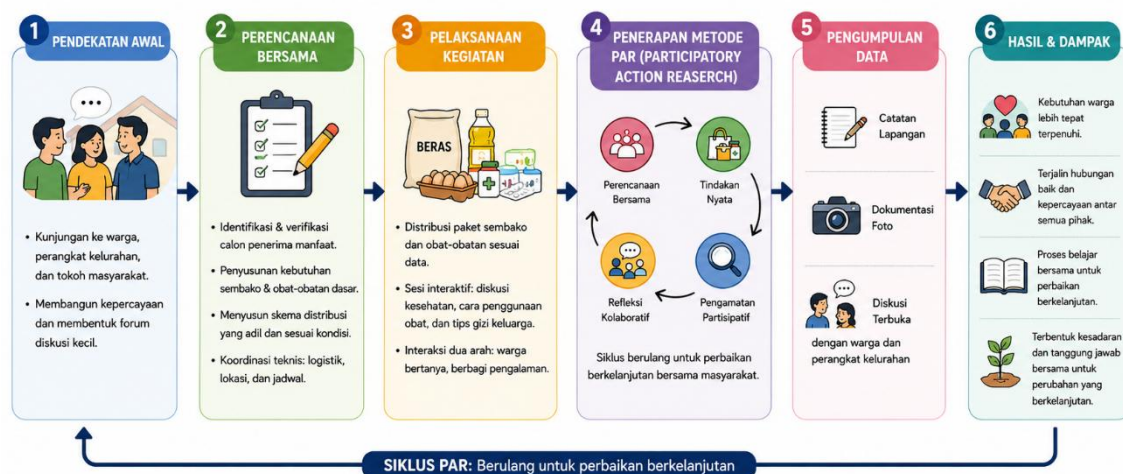 1
PENDEKATAN AWAL
• Kunjungan ke warga,
perangkat kelurahan,
dan tokoh masyarakat.
• Membangun kepercayaan
dan membentuk forum
diskusi kecil.
2
PERENCANAAN
BERSAMA
• Identifikasi & verifikasi
calon penerima manfaat.
• Penyusunan kebutuhan
sembako & obat-obatan dasar.
• Menyusun skema distribusi
yang adil dan sesuai kondisi.
• Koordinasi teknis: logistik,
lokasi, dan jadwal.
3
PELAKSANAAN
KEGIATAN
BERAS
• Distribusi paket sembako
dan obat-obatan sesuai
data.
• Sesi interaktif: diskusi
kesehatan, cara penggunaan
obat, dan tips gizi keluarga.
• Interaksi dua arah: warga
bertanya, berbagi pengalaman.
4
PENERAPAN METODE
PAR (PARTICIPATORY
ACTION REASERCH)
Perencanaan
Bersama
Tindakan
Nyata
Refleksi
Kolaboratif
Pengamatan
Partisipatif
Siklus berulang untuk perbaikan
berkelanjutan bersama masyarakat.
5
PENGUMPULAN
DATA
Catatan
Lapangan
Dokumentasi
Foto
Diskusi
Terbuka
dengan warga dan
perangkat kelurahan
6
HASIL & DAMPAK
Kebutuhan warga
lebih tepat
terpenuhi.
Terjalin hubungan
baik dan
kepercayaan antar
semua pihak.
Proses belajar
bersama untuk
perbaikan
berkelanjutan.
Terbentuk kesadaran
dan tanggung jawab
bersama untuk
perubahan yang
berkelanjutan.
SIKLUS PAR: Berulang untuk perbaikan berkelanjutan